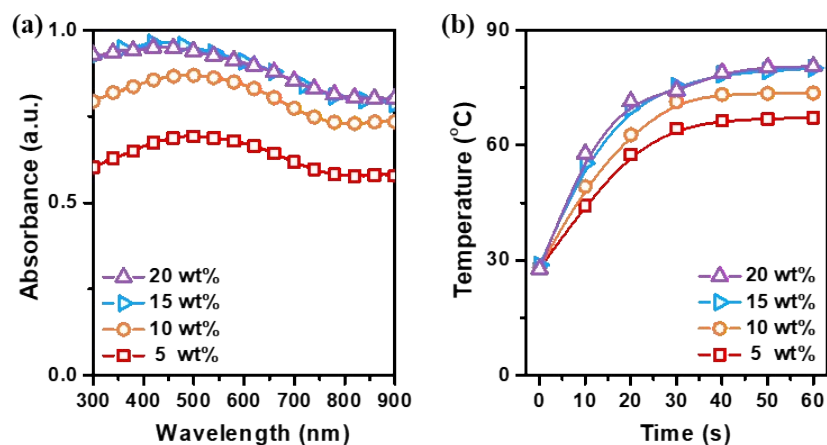 (a)
1.0
0.5
0.0
Absorbance (a.u.)
20 wt%
15 wt%
10 wt%
5 wt%
300 400 500 600 700 800 900
Wavelength (nm)
(b)
90
60
30
0
Temperature (°C)
20 wt%
15 wt%
10 wt%
5 wt%
0 10 20 30 40 50 60
Time (s)